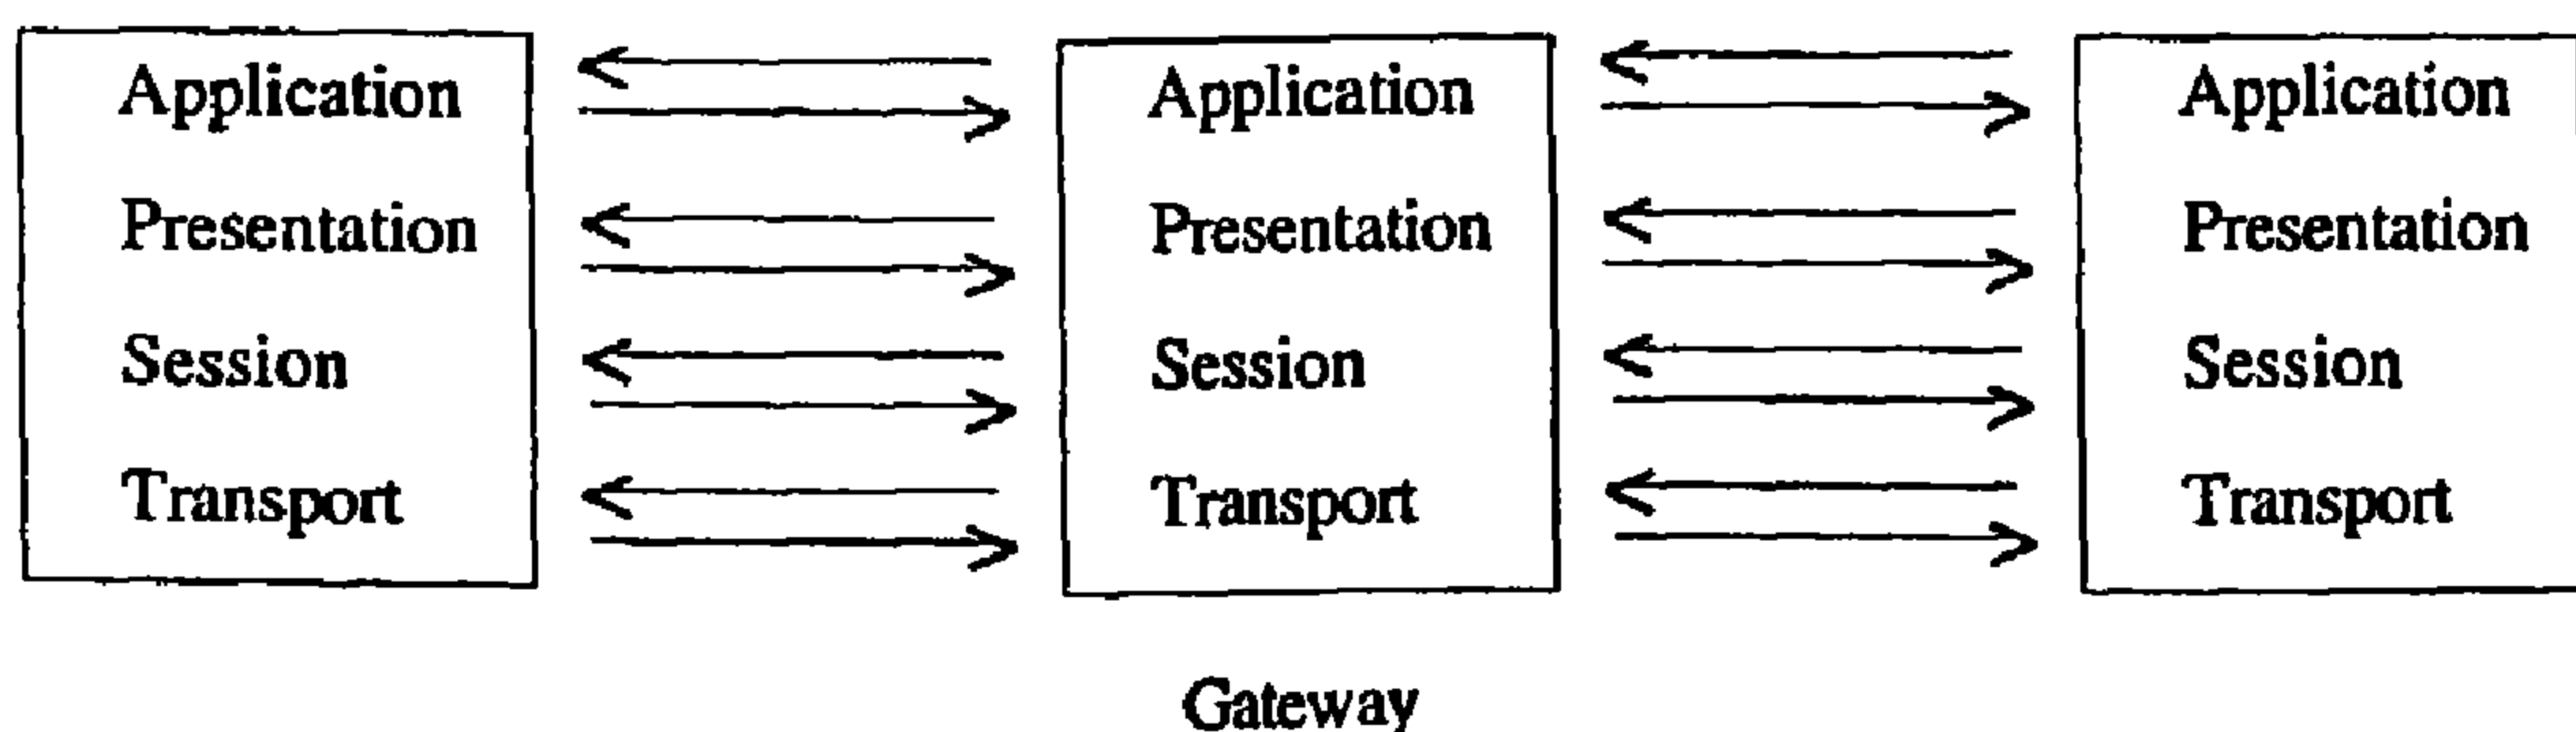 Application Application Application
Presentation Presentation Presentation
Session Session Session
Transport Transport Transport
Gateway